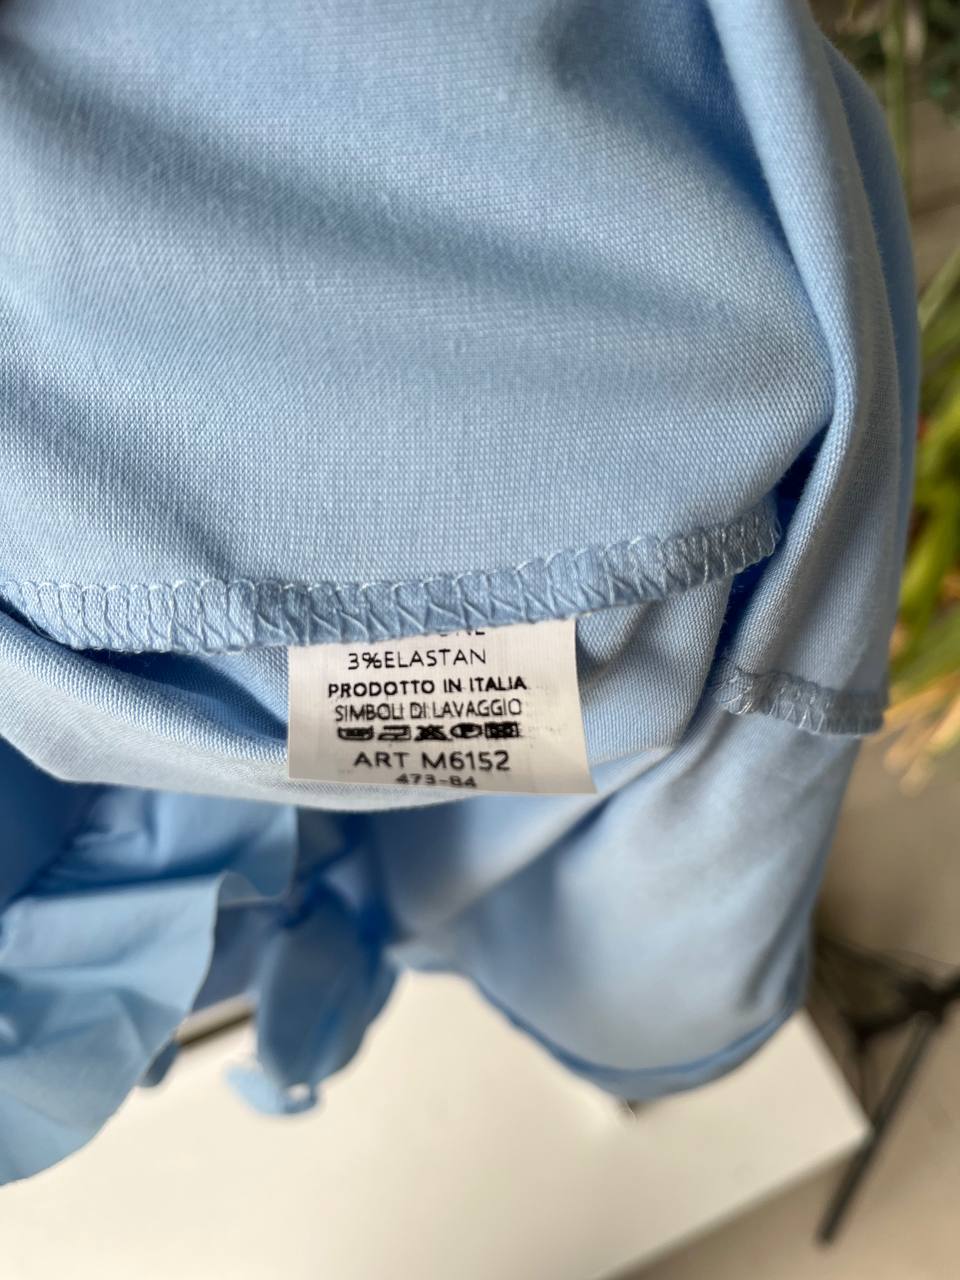 3%ELASTAN
PRODOTTO IN ITALIA
SIMBOLI DI LAVAGGIO
ART M6152
473-84